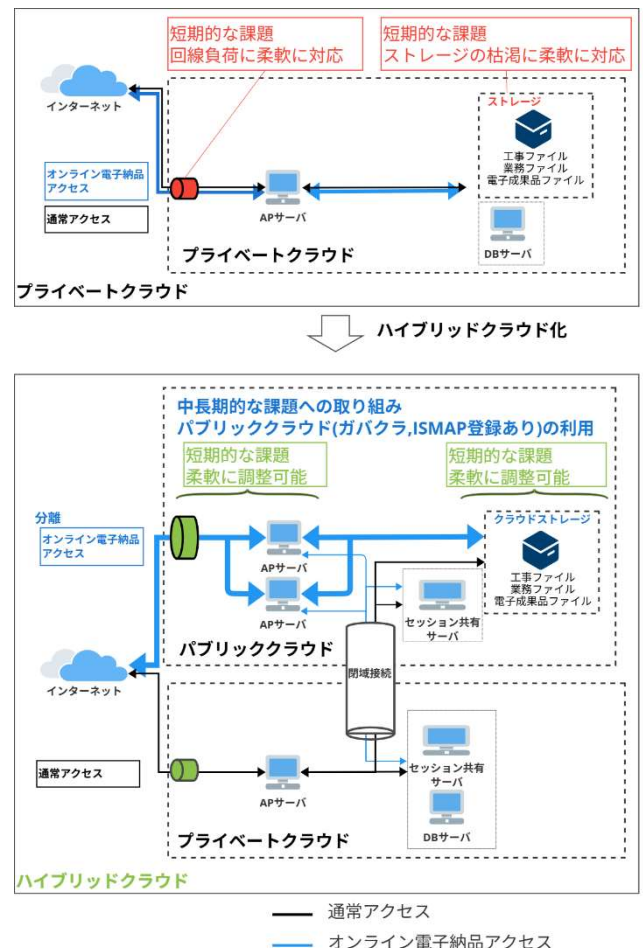 短期的な課題
回線負荷に柔軟に対応
短期的な課題
ストレージの枯渇に柔軟に対応
インターネット
ストレージ
工事ファイル
業務ファイル
電子成果品ファイル
オンライン電子納品
アクセス
通常アクセス
APサーバ
DBサーバ
プライベートクラウド
プライベートクラウド
ハイブリッドクラウド化
中長期的な課題への取り組み
パブリッククラウド(ガバクラ,ISMAP登録あり)の利用
短期的な課題
柔軟に調整可能
短期的な課題
柔軟に調整可能
分離
オンライン電子納品
アクセス
クラウドストレージ
APサーバ
工事ファイル
業務ファイル
電子成果品ファイル
APサーバ
セッション共有
サーバ
パブリッククラウド
閉域接続
インターネット
通常アクセス
APサーバ
セッション共有
サーバ
DBサーバ
プライベートクラウド
ハイブリッドクラウド
通常アクセス
オンライン電子納品アクセス